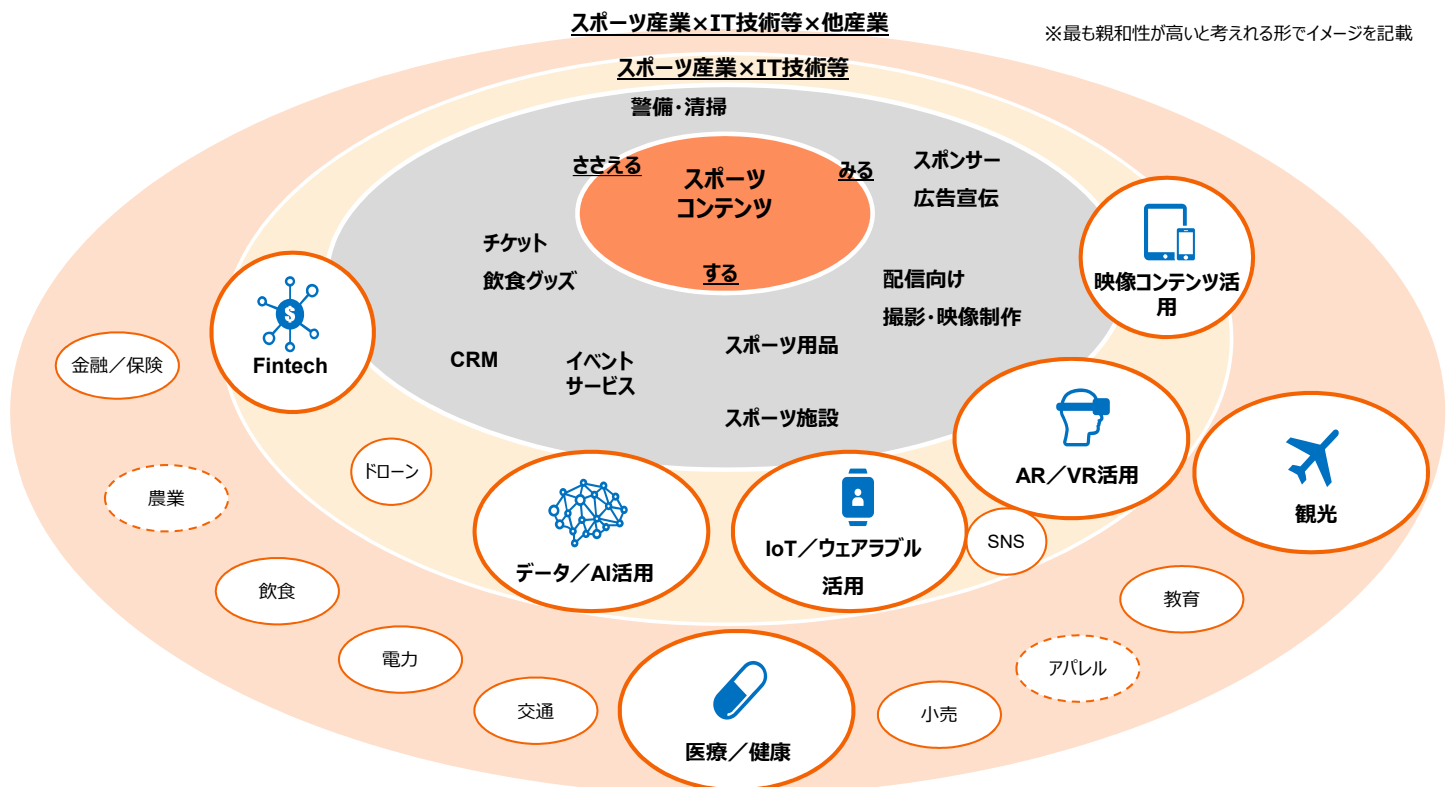 スポーツ産業×IT技術等×他産業
※最も親和性が高いと考えれる形でイメージを記載
スポーツ産業×IT技術等
警備・清掃
ささえる
みる
スポーツ
コンテンツ
する
スポンサー
広告宣伝
チケット
飲食グッズ
配信向け
撮影・映像制作
映像コンテンツ活
用
Fintech
金融／保険
CRM
イベント
サービス
スポーツ用品
スポーツ施設
AR／VR活用
観光
ドローン
農業
データ／AI活用
IoT／ウェアラブル
活用
SNS
飲食
教育
電力
アパレル
交通
小売
医療／健康
$